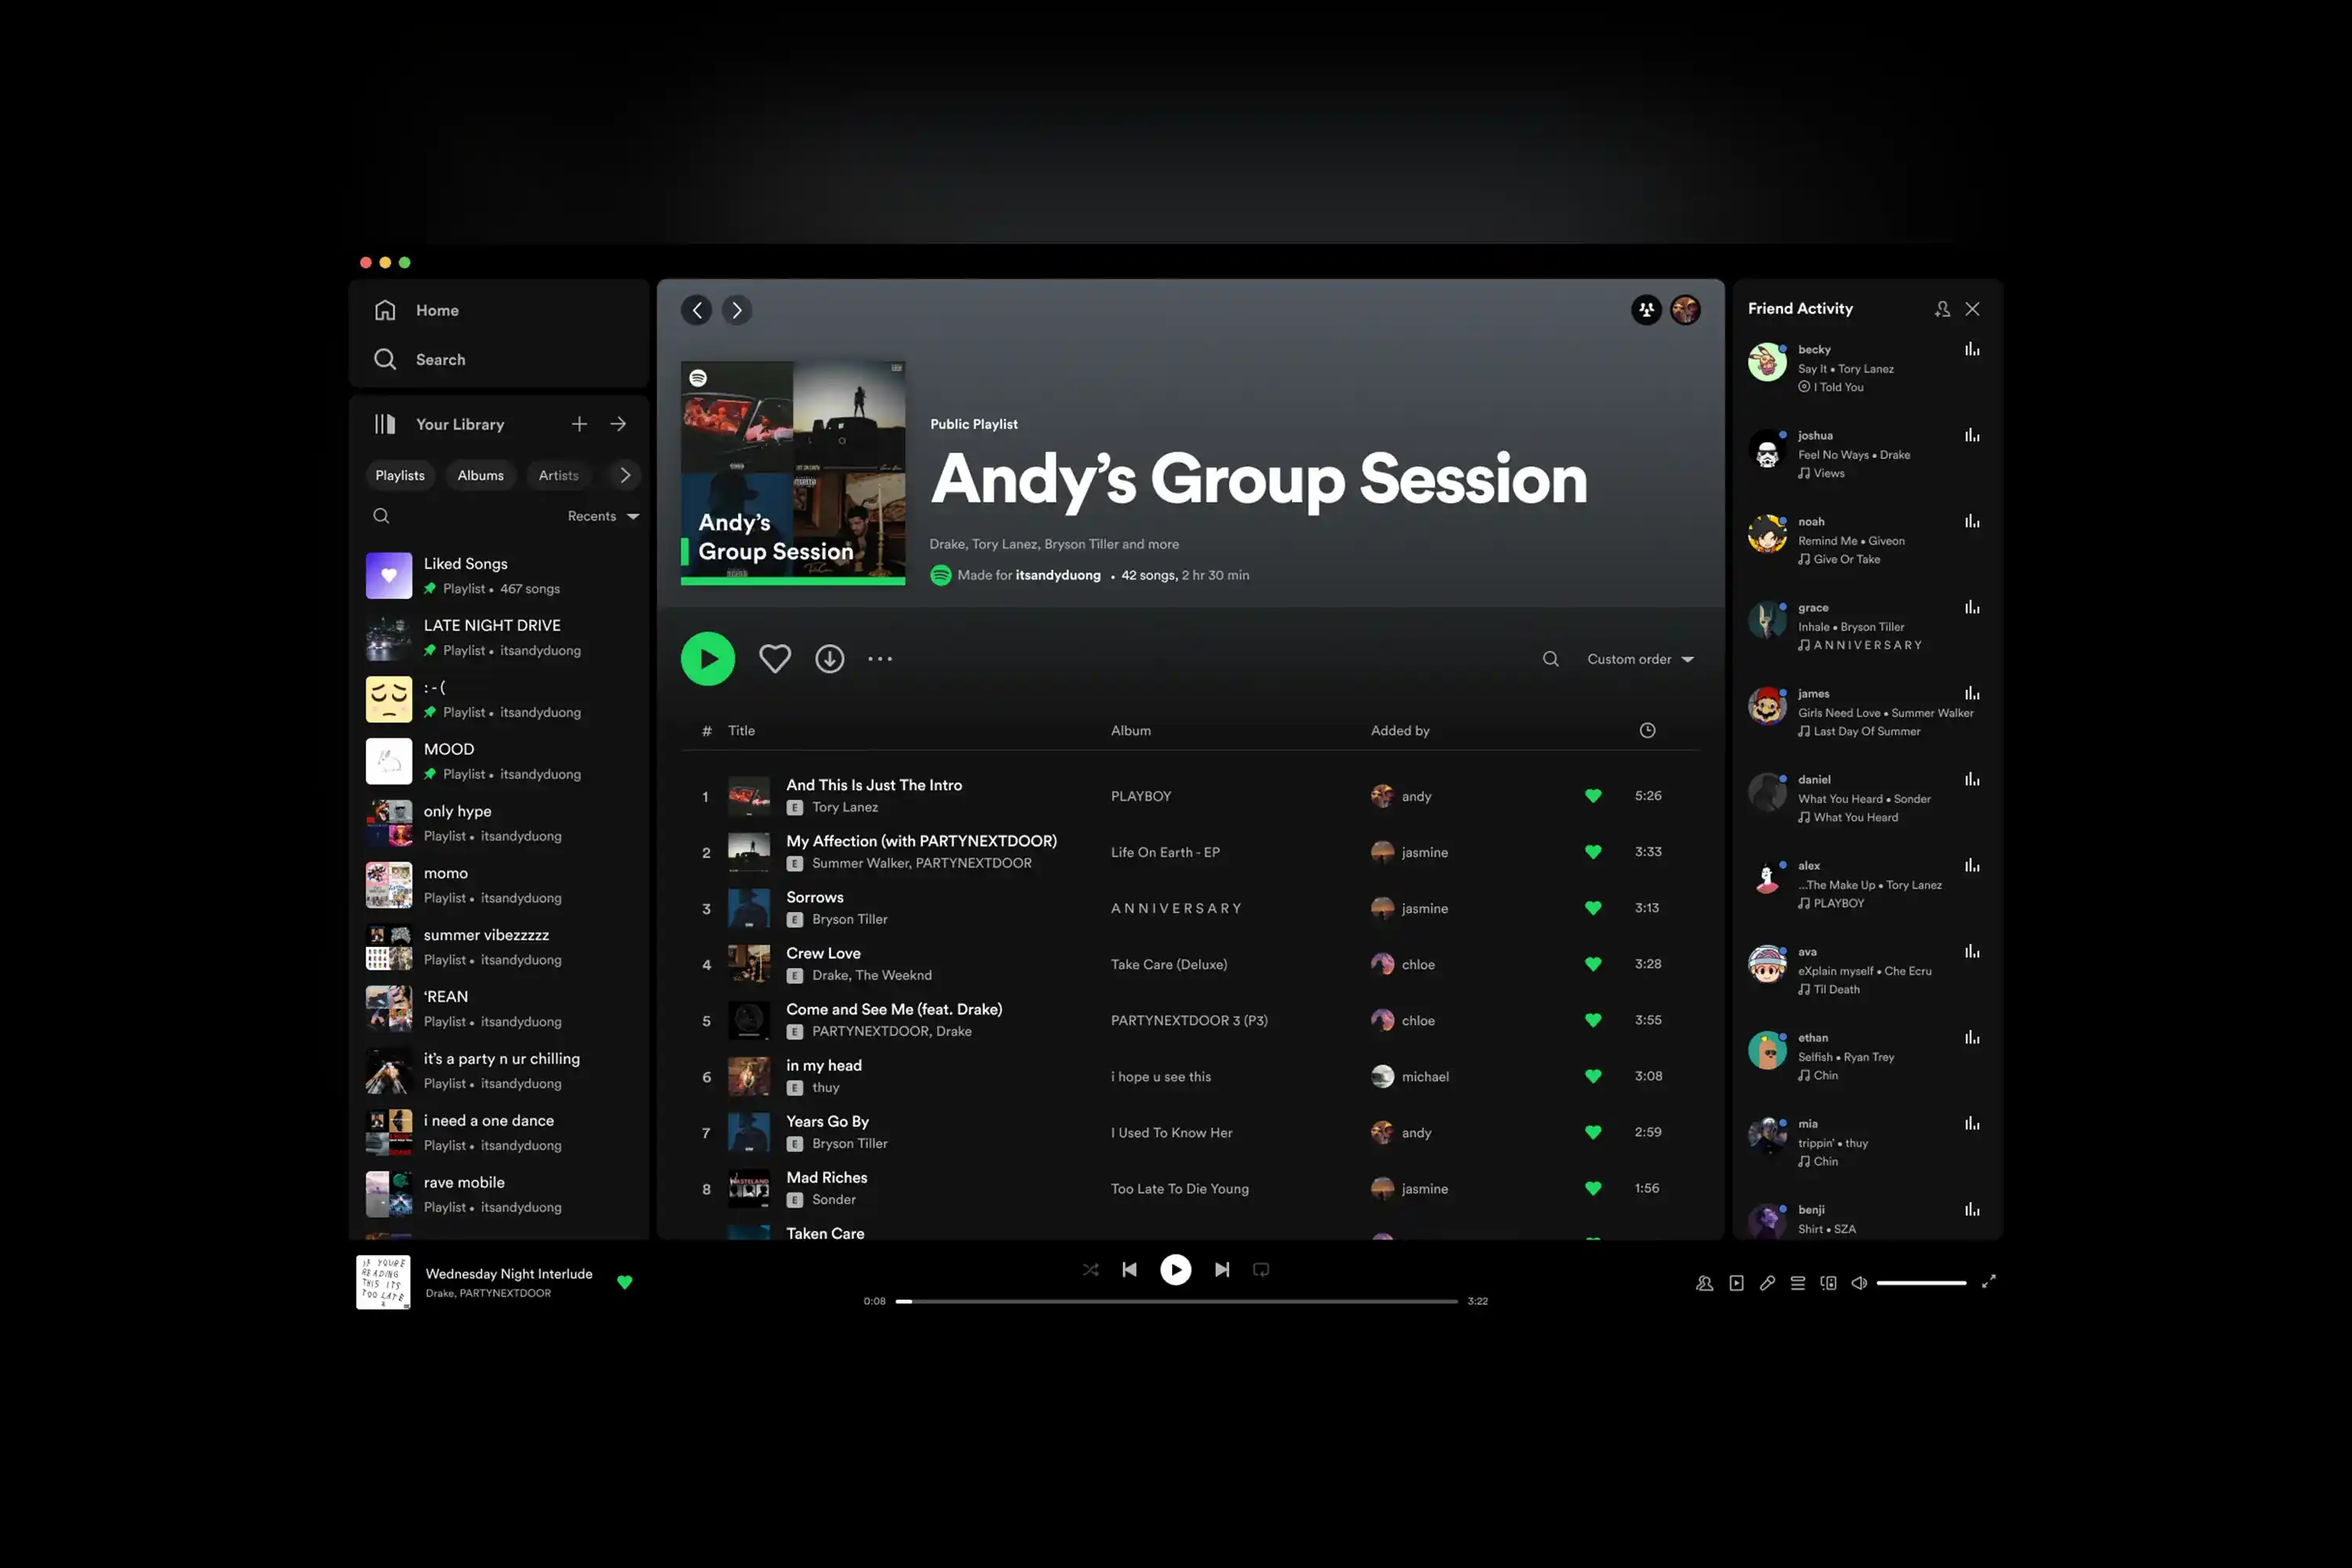 Home
Search
Your Library
Playlists
Albums
Artists
Recents
Liked Songs
Playlist • 467 songs
LATE NIGHT DRIVE
Playlist • itsandyduong
:-(
Playlist • itsandyduong
MOOD
Playlist • itsandyduong
only hype
Playlist • itsandyduong
momo
Playlist • itsandyduong
summer vibezzzzz
Playlist • itsandyduong
‘REAN
Playlist • itsandyduong
it’s a party n ur chilling
Playlist • itsandyduong
i need a one dance
Playlist • itsandyduong
rave mobile
Playlist • itsandyduong
Andy’s
Group Session
Public Playlist
Andy’s Group Session
Drake, Tory Lanez, Bryson Tiller and more
Made for itsandyduong • 42 songs, 2 hr 30 min
Custom order
# Title Album Added by
1 And This Is Just The Intro PLAYBOY andy 5:26
E Tory Lanez
2 My Affection (with PARTYNEXTDOOR) Life On Earth - EP jasmine 3:33
E Summer Walker, PARTYNEXTDOOR
3 Sorrows A N N I V E R S A R Y jasmine 3:13
E Bryson Tiller
4 Crew Love Take Care (Deluxe) chloe 3:28
E Drake, The Weeknd
5 Come and See Me (feat. Drake) PARTYNEXTDOOR 3 (P3) chloe 3:55
E PARTYNEXTDOOR, Drake
6 in my head i hope u see this michael 3:08
E thuy
7 Years Go By I Used To Know Her andy 2:59
E Bryson Tiller
8 Mad Riches Too Late To Die Young jasmine 1:56
E Sonder
Taken Care
Friend Activity
becky
Say It • Tory Lanez
I Told You
joshua
Feel No Ways • Drake
Views
noah
Remind Me • Giveon
Give Or Take
grace
Inhale • Bryson Tiller
A N N I V E R S A R Y
james
Girls Need Love • Summer Walker
Last Day Of Summer
daniel
What You Heard • Sonder
What You Heard
alex
...The Make Up • Tory Lanez
PLAYBOY
ava
eXplain myself • Che Ecru
Til Death
ethan
Selfish • Ryan Trey
Chin
mia
trippin’ • thuy
Chin
benji
Shirt • SZA
IF YOURE
READING
THIS ITS
TOO LATE
Wednesday Night Interlude
Drake, PARTYNEXTDOOR
0:08
3:22